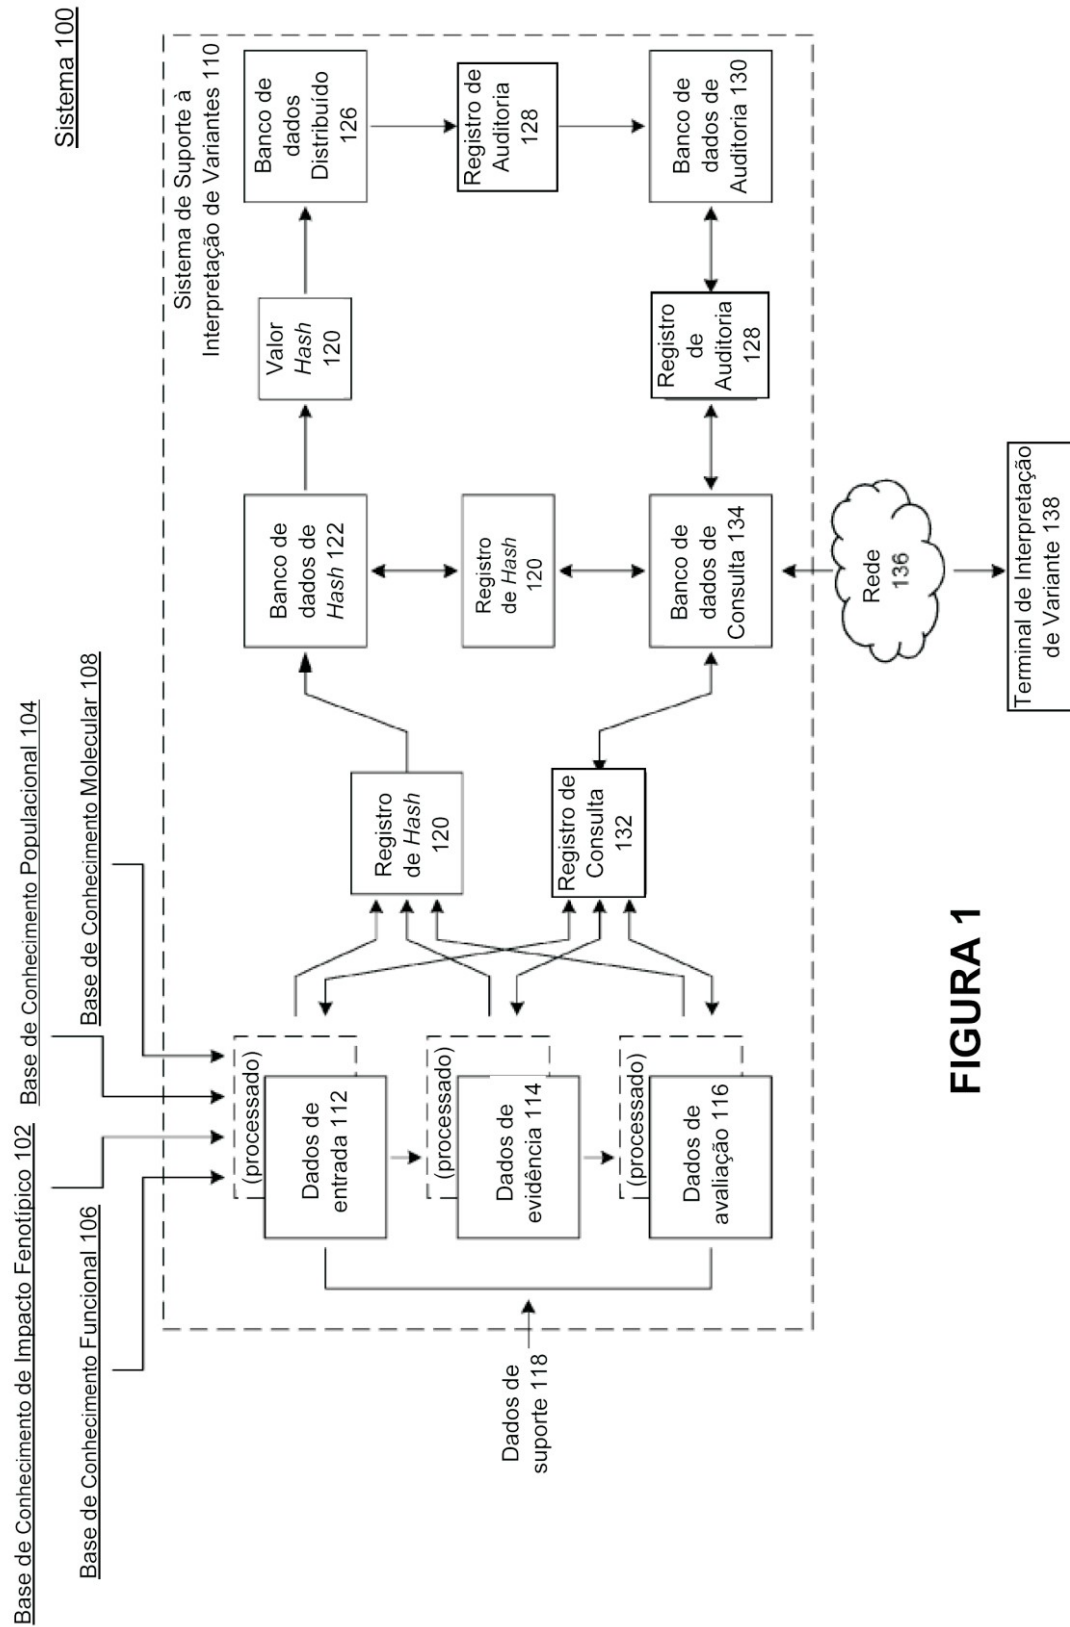 Sistema 100
Base de Conhecimento de Impacto Fenotípico 102
Base de Conhecimento Populacional 104
Base de Conhecimento Funcional 106
Base de Conhecimento Molecular 108
Sistema de Suporte à
Interpretação de Variantes 110
(processado)
Dados de
entrada 112
(processado)
Dados de
evidência 114
(processado)
Dados de
avaliação 116
Dados de
suporte 118
Registro
de Hash
120
Registro de
Consulta
132
Banco de
dados de
Hash 122
Registro
de Hash
120
Banco de
dados de
Consulta 134
Valor
Hash
120
Registro
de
Auditoria
128
Banco de
dados
Distribuído
126
Registro de
Auditoria
128
Banco de
dados de
Auditoria 130
Rede
136
Terminal de Interpretação
de Variante 138
FIGURA 1